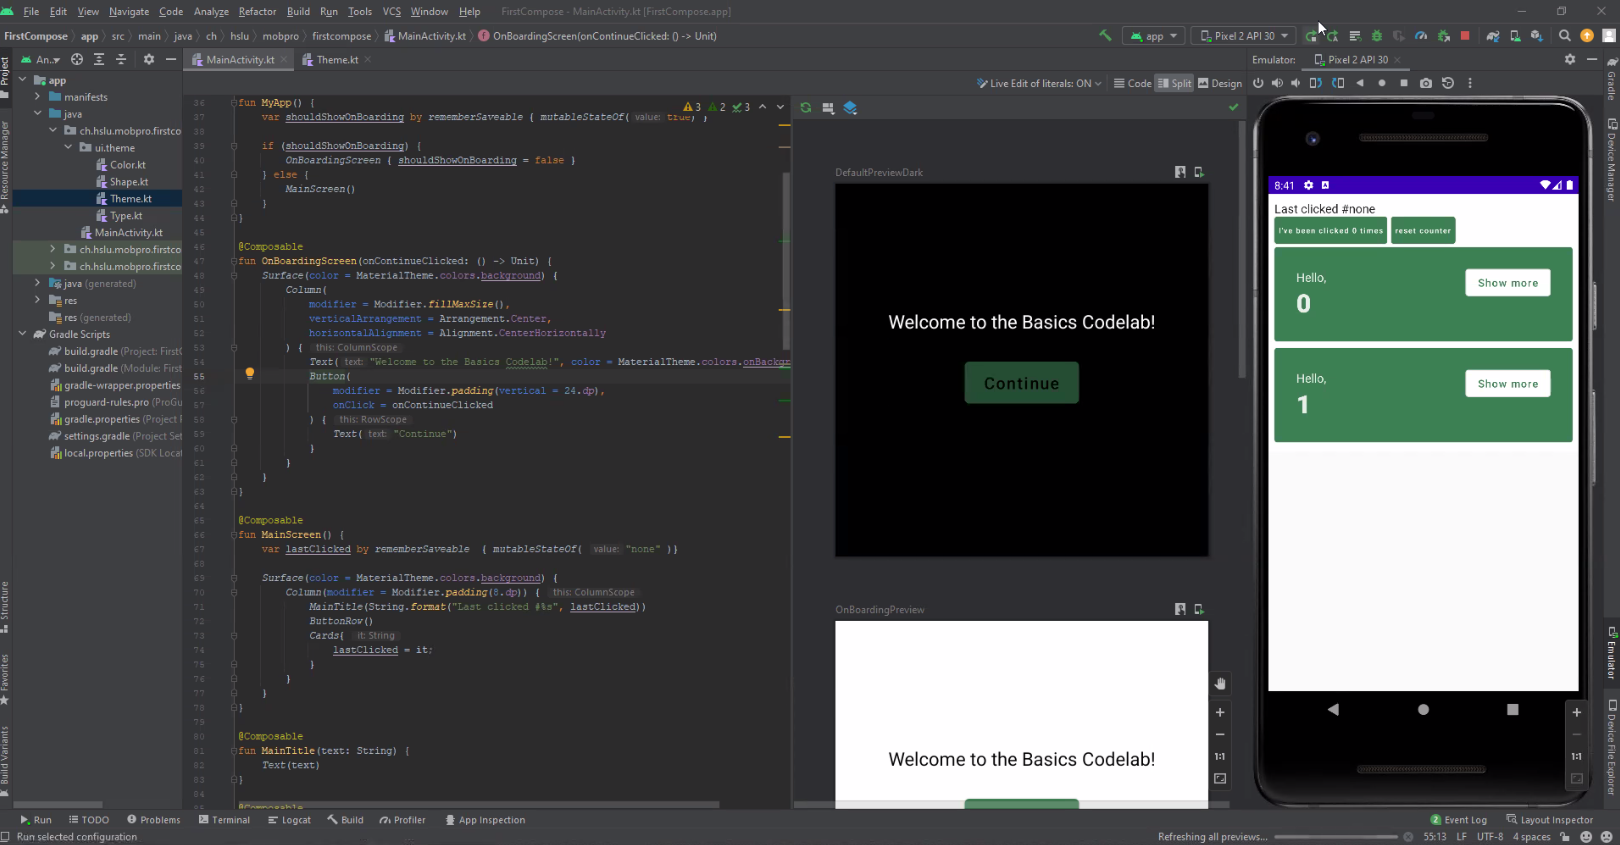 File Edit View Navigate Code Analyze Refactor Build Run Tools VCS Window Help FirstCompose - MainActivity.kt [FirstCompose.app]
FirstCompose app src main java ch hslu mobpro firstcompose MainActivity.kt OnBoardingScreen(onContinueClicked: () -> Unit) app Pixel 2 API 30
An... MainActivity.kt Theme.kt Emulator: Pixel 2 API 30
Live Edit of literals: ON Code Split Design
Project
Resource Manager
Structure
Favorites
Build Variants
app
manifests
java
ch.hslu.mobpro.firstco
ui.theme
Color.kt
Shape.kt
Theme.kt
Type.kt
MainActivity.kt
ch.hslu.mobpro.firstco
ch.hslu.mobpro.firstco
java (generated)
res
res (generated)
Gradle Scripts
build.gradle (Project: FirstC
build.gradle (Module: First
gradle-wrapper.properties
proguard-rules.pro (ProGua
gradle.properties (Project
settings.gradle (Project Set
local.properties (SDK Locat
3 2 3
36 fun MyApp() {
37 var shouldShowOnBoarding by rememberSaveable { mutableStateOf( value: true) }
38
39 if (shouldShowOnBoarding) {
40 OnBoardingScreen { shouldShowOnBoarding = false }
41 } else {
42 MainScreen()
43 }
44 }
45
46 @Composable
47 fun OnBoardingScreen(onContinueClicked: () -> Unit) {
48 Surface(color = MaterialTheme.colors.background) {
49 Column(
50 modifier = Modifier.fillMaxSize(),
51 verticalArrangement = Arrangement.Center,
52 horizontalAlignment = Alignment.CenterHorizontally
53 ) { this: ColumnScope
54 Text( text: "Welcome to the Basics Codelab!", color = MaterialTheme.colors.onBackgr
55 Button(
56 modifier = Modifier.padding(vertical = 24.dp),
57 onClick = onContinueClicked
58 ) { this: RowScope
59 Text( text: "Continue")
60 }
61 }
62 }
63 }
64
65 @Composable
66 fun MainScreen() {
67 var lastClicked by rememberSaveable { mutableStateOf( value: "none" )}
68
69 Surface(color = MaterialTheme.colors.background) {
70 Column(modifier = Modifier.padding(8.dp)) { this: ColumnScope
71 MainTitle(String.format("Last clicked #%s", lastClicked))
72 ButtonRow()
73 Cards{ it: String
74 lastClicked = it;
75 }
76 }
77 }
78 }
79
80 @Composable
81 fun MainTitle(text: String) {
82 Text(text)
83 }
84
85 @Composable
DefaultPreviewDark
Welcome to the Basics Codelab!
Continue
OnBoardingPreview
Welcome to the Basics Codelab!
1:1
8:41
Last clicked #none
I've been clicked 0 times reset counter
Hello,
0
Show more
Hello,
1
Show more
1:1
Gradle
Device Manager
Emulator
Device File Explorer
Run TODO Problems Terminal Logcat Build Profiler App Inspection 2 Event Log Layout Inspector
Run selected configuration Refreshing all previews... 55:13 LF UTF-8 4 spaces